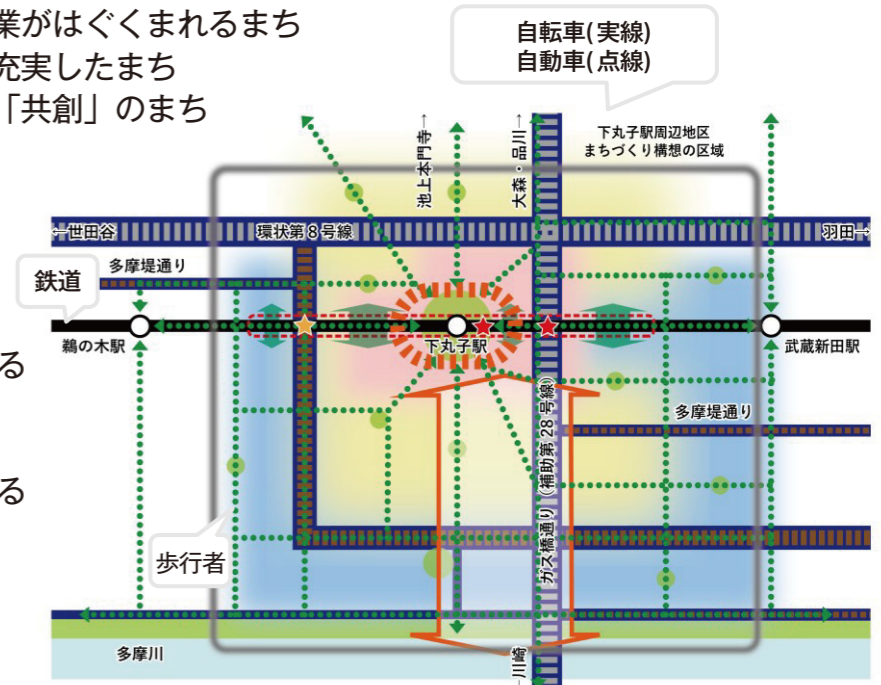 業がはぐくまれるまち
充実したまち
「共創」のまち
自転車(実線)
自動車(点線)
下丸子駅周辺地区
まちづくり構想の区域
池上本門寺→
大森・品川→
←世田谷
環状第8号線
羽田→
多摩堤通り
鉄道
鵜の木駅
下丸子駅
武蔵新田駅
る
多摩堤通り
ガス橋通り(補助第28号線)
る
歩行者
多摩川
←川崎